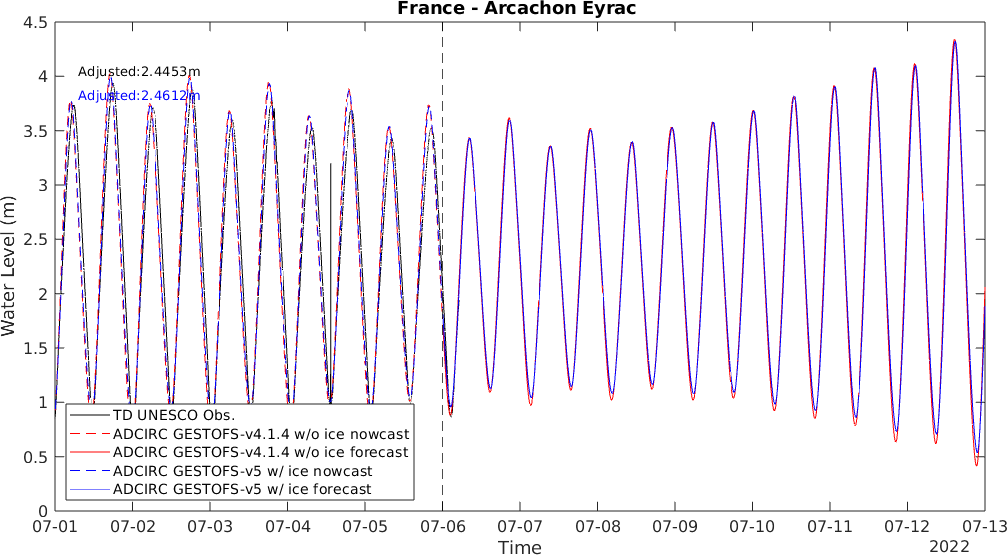 France - Arcachon Eyrac
4.5
4
3.5
3
2.5
2
1.5
1
0.5
0
Water Level (m)
Adjusted:2.4453m
Adjusted:2.4612m
TD UNESCO Obs.
ADCIRC GESTOFS-v4.1.4 w/o ice nowcast
ADCIRC GESTOFS-v4.1.4 w/o ice forecast
ADCIRC GESTOFS-v5 w/ ice nowcast
ADCIRC GESTOFS-v5 w/ ice forecast
07-01 07-02 07-03 07-04 07-05 07-06 07-07 07-08 07-09 07-10 07-11 07-12 07-13
Time
2022